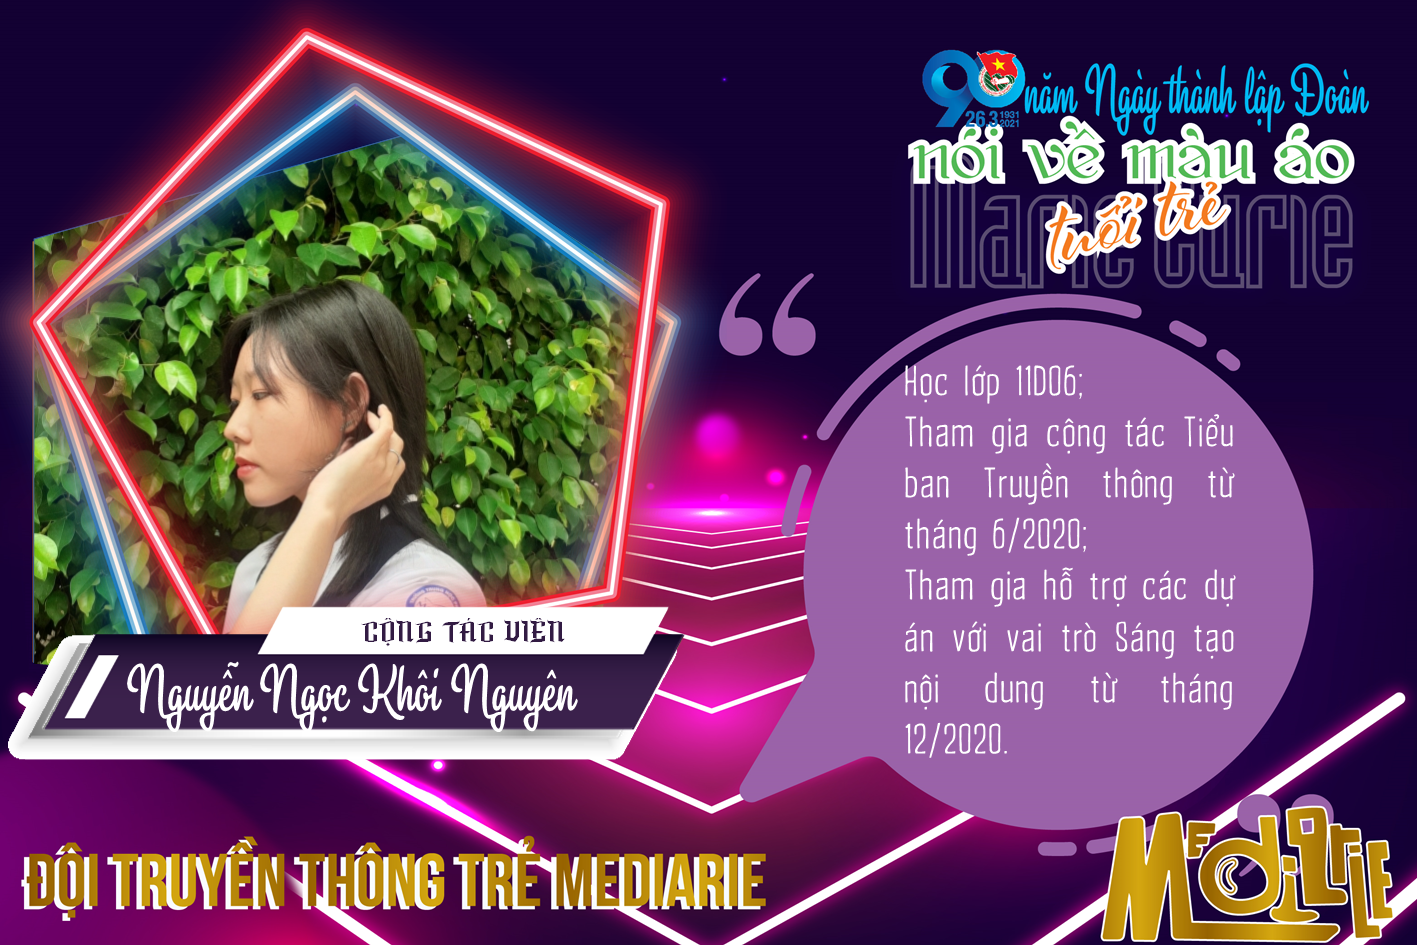 90 năm Ngày thành lập Đoàn
26.3 1931 2021
nói về màu áo
tuổi trẻ
Marie Curie
Học lớp 11D06;
Tham gia cộng tác Tiểu
ban Truyền thông từ
tháng 6/2020;
Tham gia hỗ trợ các dự
án với vai trò Sáng tạo
nội dung từ tháng
12/2020.
CỘNG TÁC VIÊN
Nguyễn Ngọc Khôi Nguyên
ĐỘI TRUYỀN THÔNG TRẺ MEDIARIE
MEDIARIE